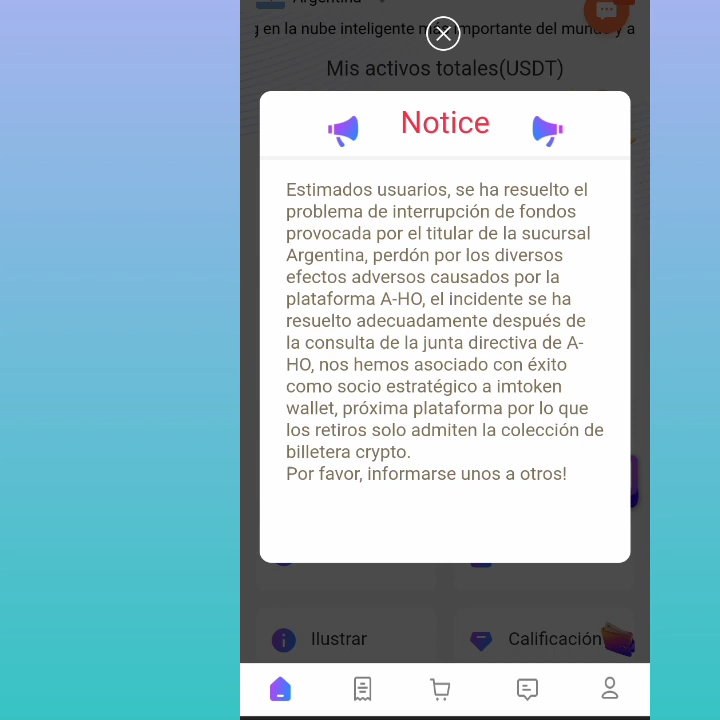 Argentina
g en la nube inteligente más importante del mundo y a
Mis activos totales(USDT)
Notice
Estimados usuarios, se ha resuelto el
problema de interrupción de fondos
provocada por el titular de la sucursal
Argentina, perdón por los diversos
efectos adversos causados por la
plataforma A-HO, el incidente se ha
resuelto adecuadamente después de
la consulta de la junta directiva de A-
HO, nos hemos asociado con éxito
como socio estratégico a imtoken
wallet, próxima plataforma por lo que
los retiros solo admiten la colección de
billetera crypto.
Por favor, informarse unos a otros!
Ilustrar
Calificación